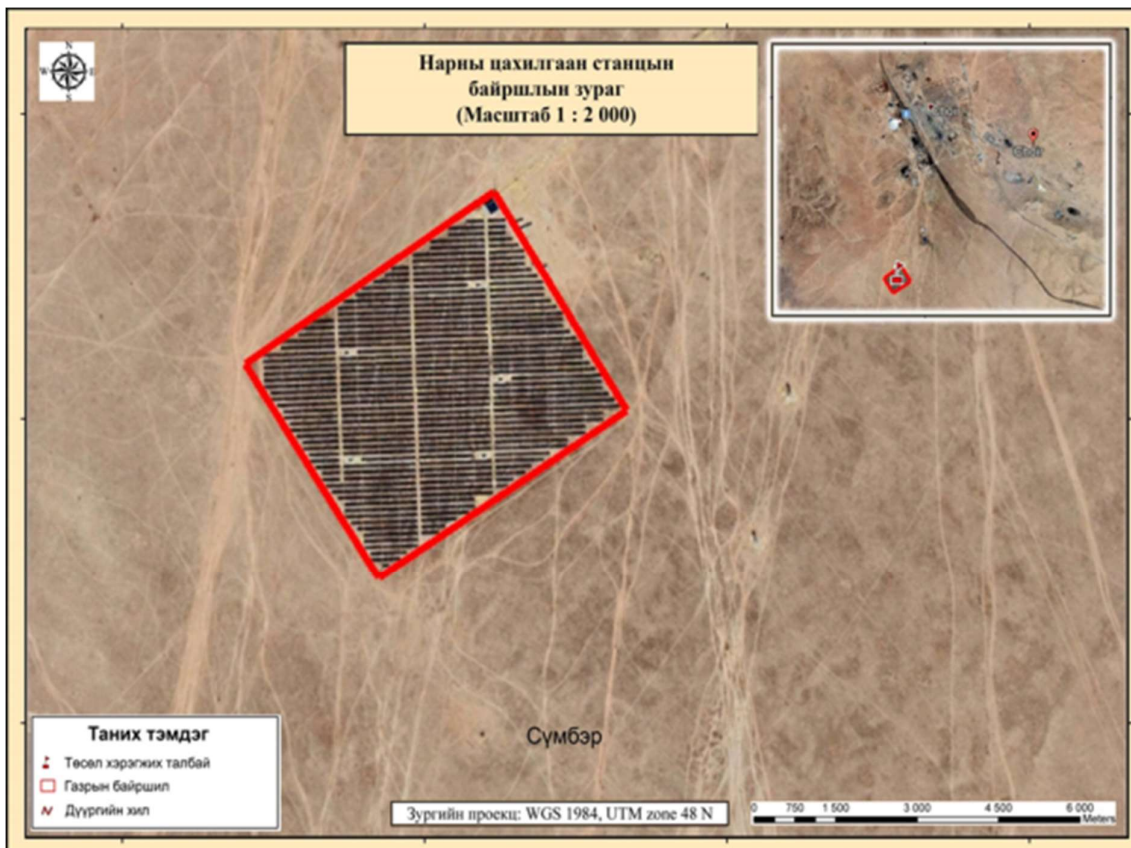 N
W E
S
Нарны цахилгаан станцын
байршлын зураг
(Масштаб 1 : 2 000)
Choir
Сүмбэр
Таних тэмдэг
Төсөл хэрэгжих талбай
Газрын байршил
Дүүргийн хил
Зургийн проекц: WGS 1984, UTM zone 48 N
0 750 1 500 3 000 4 500 6 000
Meters